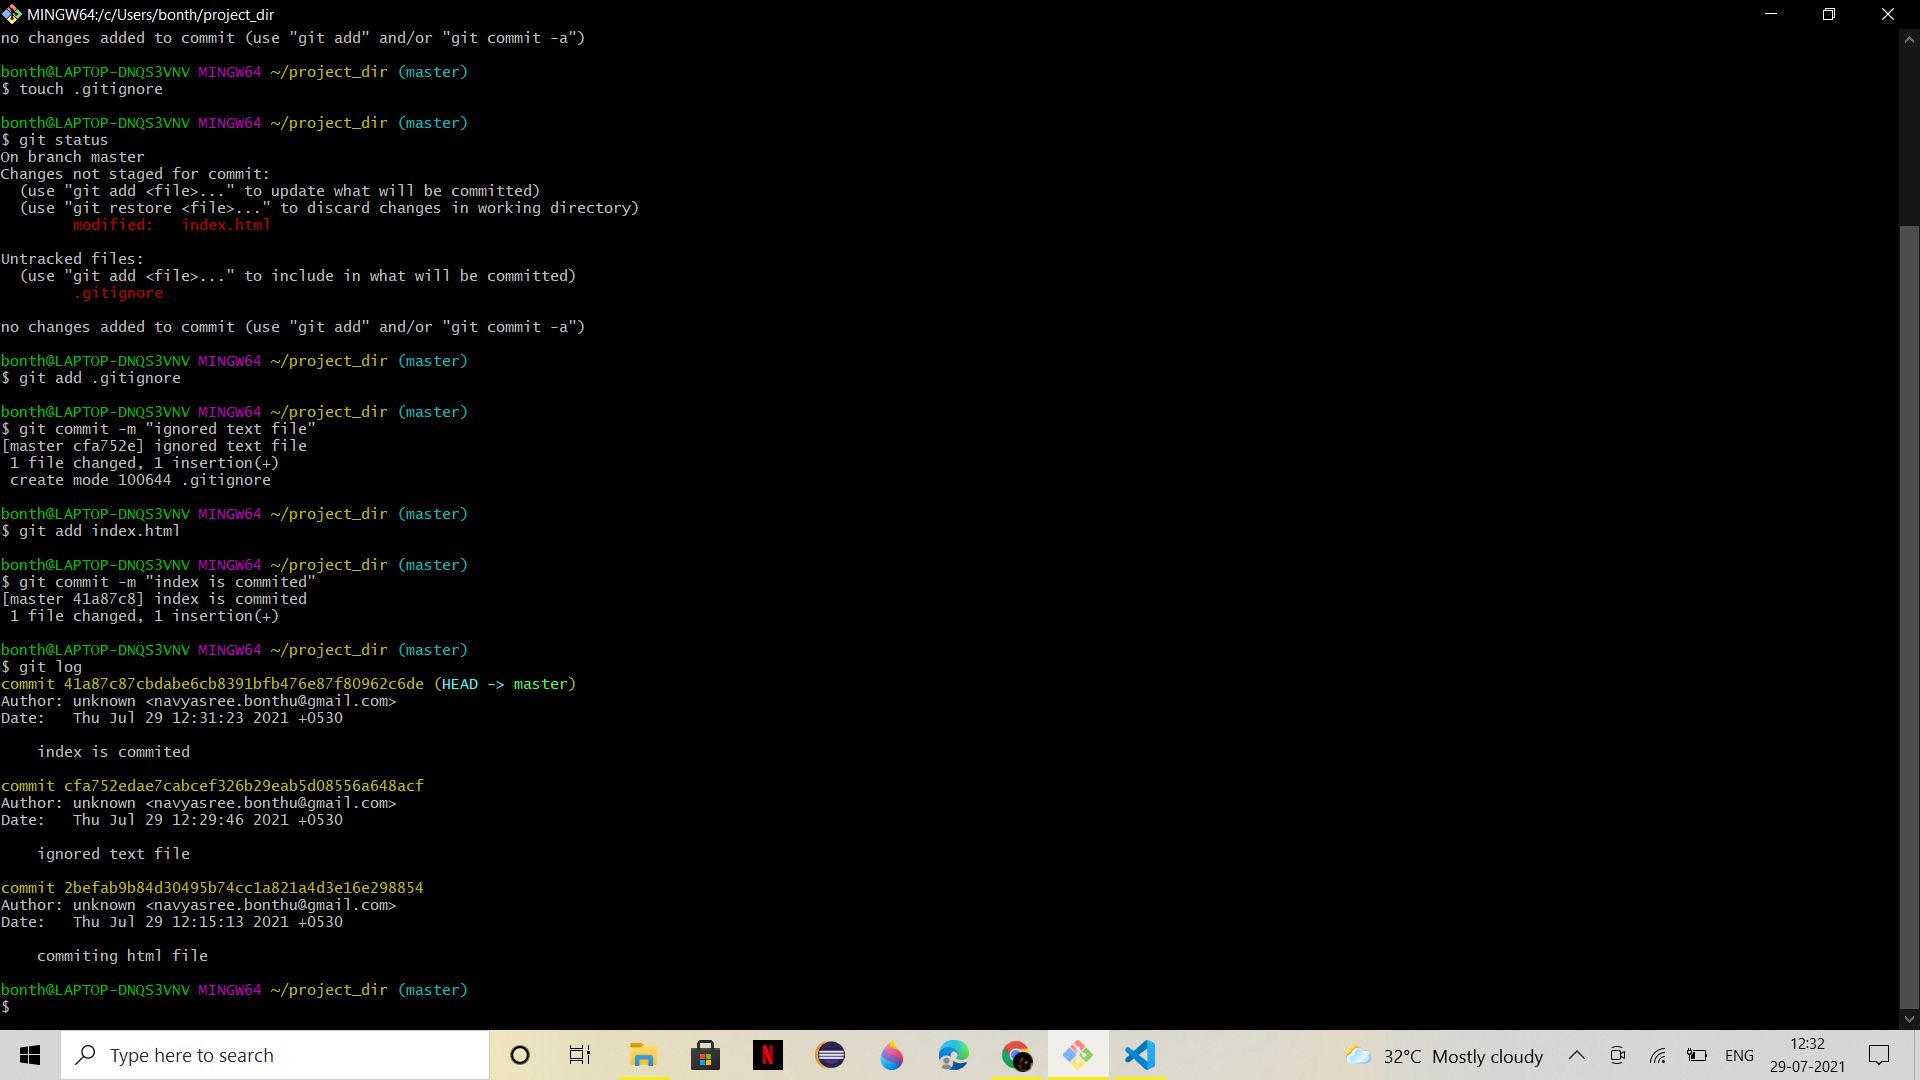 MINGW64:/c/Users/bonth/project_dir
no changes added to commit (use "git add" and/or "git commit -a")
bonth@LAPTOP-DNQS3VNV MINGW64 ~/project_dir (master)
$ touch .gitignore
bonth@LAPTOP-DNQS3VNV MINGW64 ~/project_dir (master)
$ git status
On branch master
Changes not staged for commit:
  (use "git add <file>..." to update what will be committed)
  (use "git restore <file>..." to discard changes in working directory)
        modified:   index.html
Untracked files:
  (use "git add <file>..." to include in what will be committed)
        .gitignore
no changes added to commit (use "git add" and/or "git commit -a")
bonth@LAPTOP-DNQS3VNV MINGW64 ~/project_dir (master)
$ git add .gitignore
bonth@LAPTOP-DNQS3VNV MINGW64 ~/project_dir (master)
$ git commit -m "ignored text file"
[master cfa752e] ignored text file
 1 file changed, 1 insertion(+)
 create mode 100644 .gitignore
bonth@LAPTOP-DNQS3VNV MINGW64 ~/project_dir (master)
$ git add index.html
bonth@LAPTOP-DNQS3VNV MINGW64 ~/project_dir (master)
$ git commit -m "index is commited"
[master 41a87c8] index is commited
 1 file changed, 1 insertion(+)
bonth@LAPTOP-DNQS3VNV MINGW64 ~/project_dir (master)
$ git log
commit 41a87c87cbdabe6cb8391bfb476e87f80962c6de (HEAD -> master)
Author: unknown <navyasree.bonthu@gmail.com>
Date:   Thu Jul 29 12:31:23 2021 +0530
    index is commited
commit cfa752edae7cabcef326b29eab5d08556a648acf
Author: unknown <navyasree.bonthu@gmail.com>
Date:   Thu Jul 29 12:29:46 2021 +0530
    ignored text file
commit 2befab9b84d30495b74cc1a821a4d3e16e298854
Author: unknown <navyasree.bonthu@gmail.com>
Date:   Thu Jul 29 12:15:13 2021 +0530
    commiting html file
bonth@LAPTOP-DNQS3VNV MINGW64 ~/project_dir (master)
$
Type here to search
N
32°C Mostly cloudy
ENG
12:32
29-07-2021